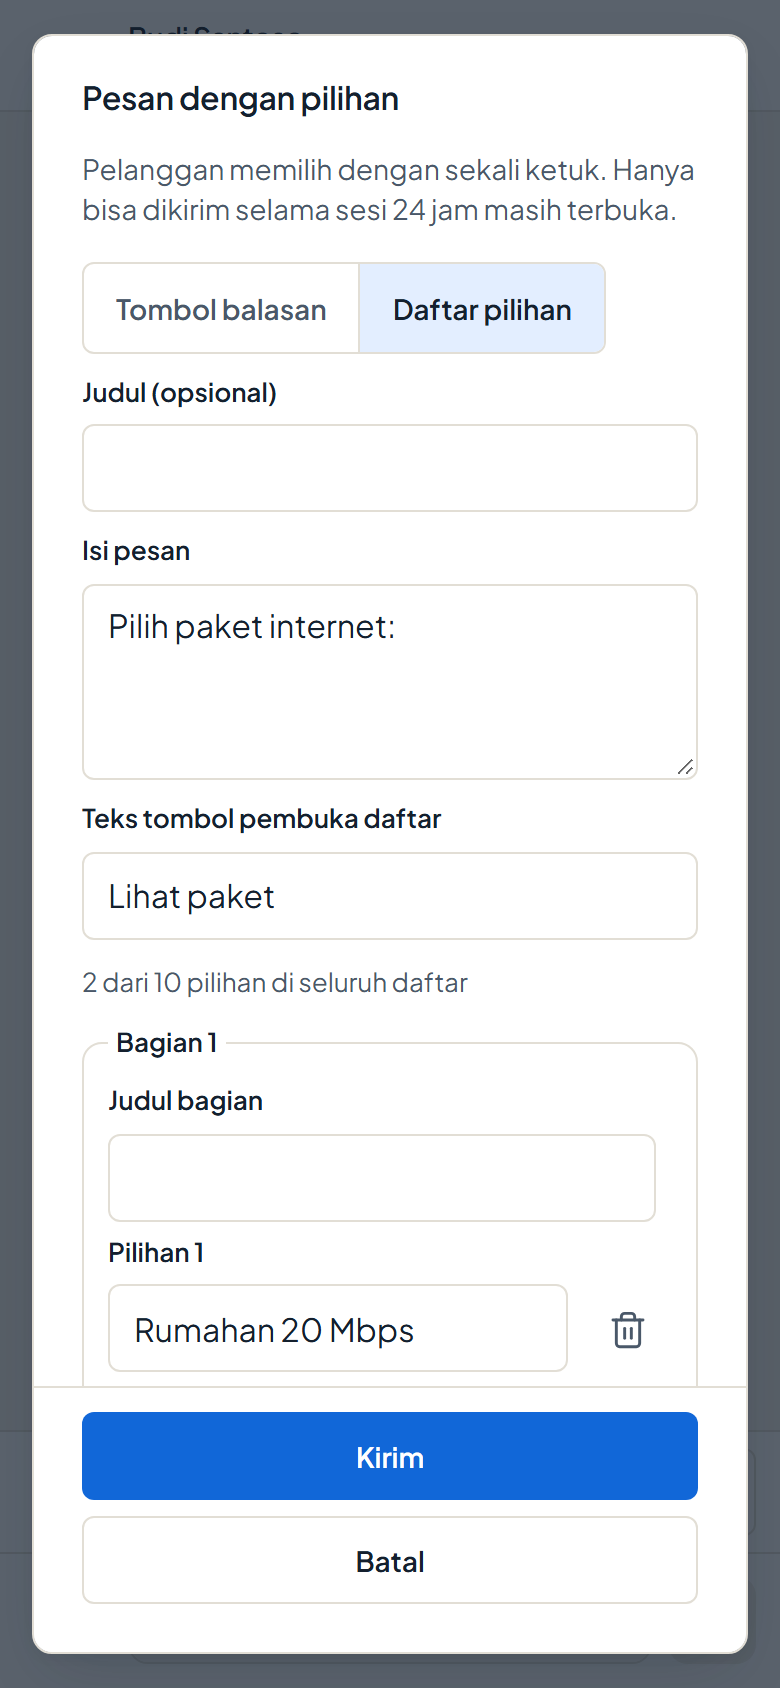 Pesan dengan pilihan
Pelanggan memilih dengan sekali ketuk. Hanya
bisa dikirim selama sesi 24 jam masih terbuka.
Tombol balasan
Daftar pilihan
Judul (opsional)
Isi pesan
Pilih paket internet:
Teks tombol pembuka daftar
Lihat paket
2 dari 10 pilihan di seluruh daftar
Bagian 1
Judul bagian
Pilihan 1
Rumahan 20 Mbps
Kirim
Batal